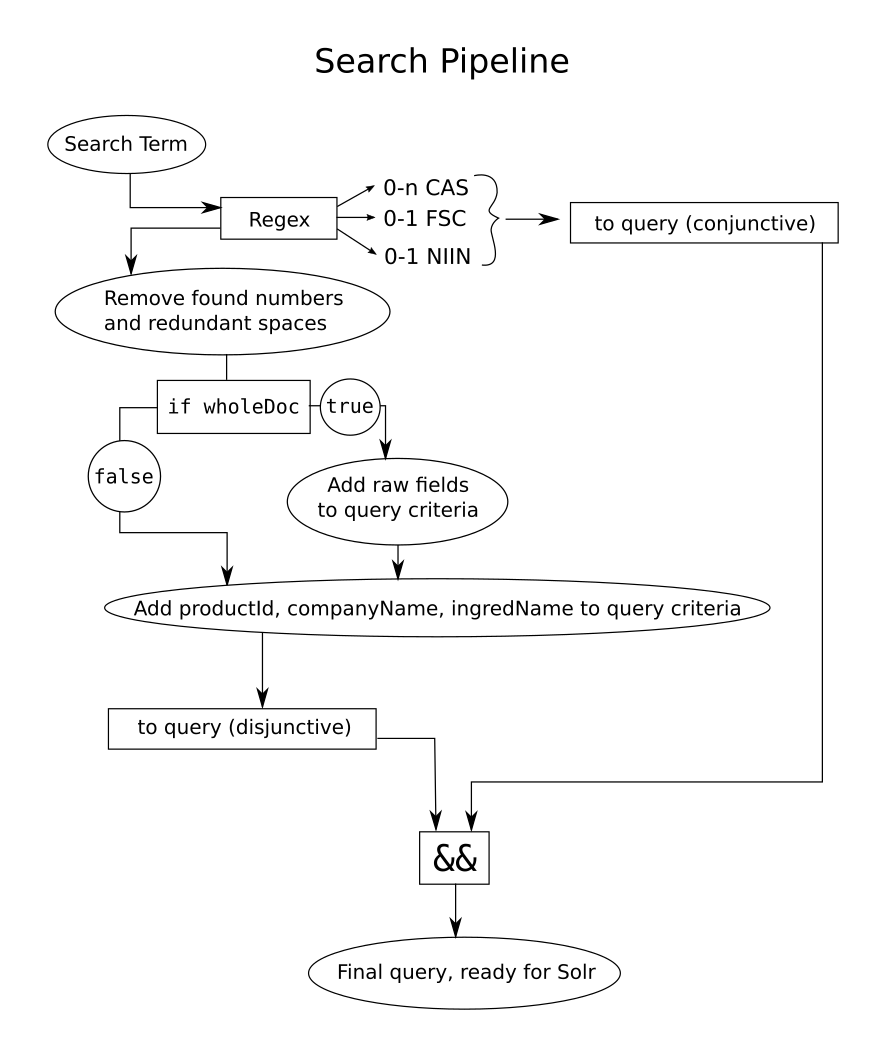 Search Pipeline
Search Term
Regex
0-n CAS
0-1 FSC
0-1 NIIN
to query (conjunctive)
Remove found numbers
and redundant spaces
if wholeDoc
true
false
Add raw fields
to query criteria
Add productId, companyName, ingredName to query criteria
to query (disjunctive)
&&
Final query, ready for Solr